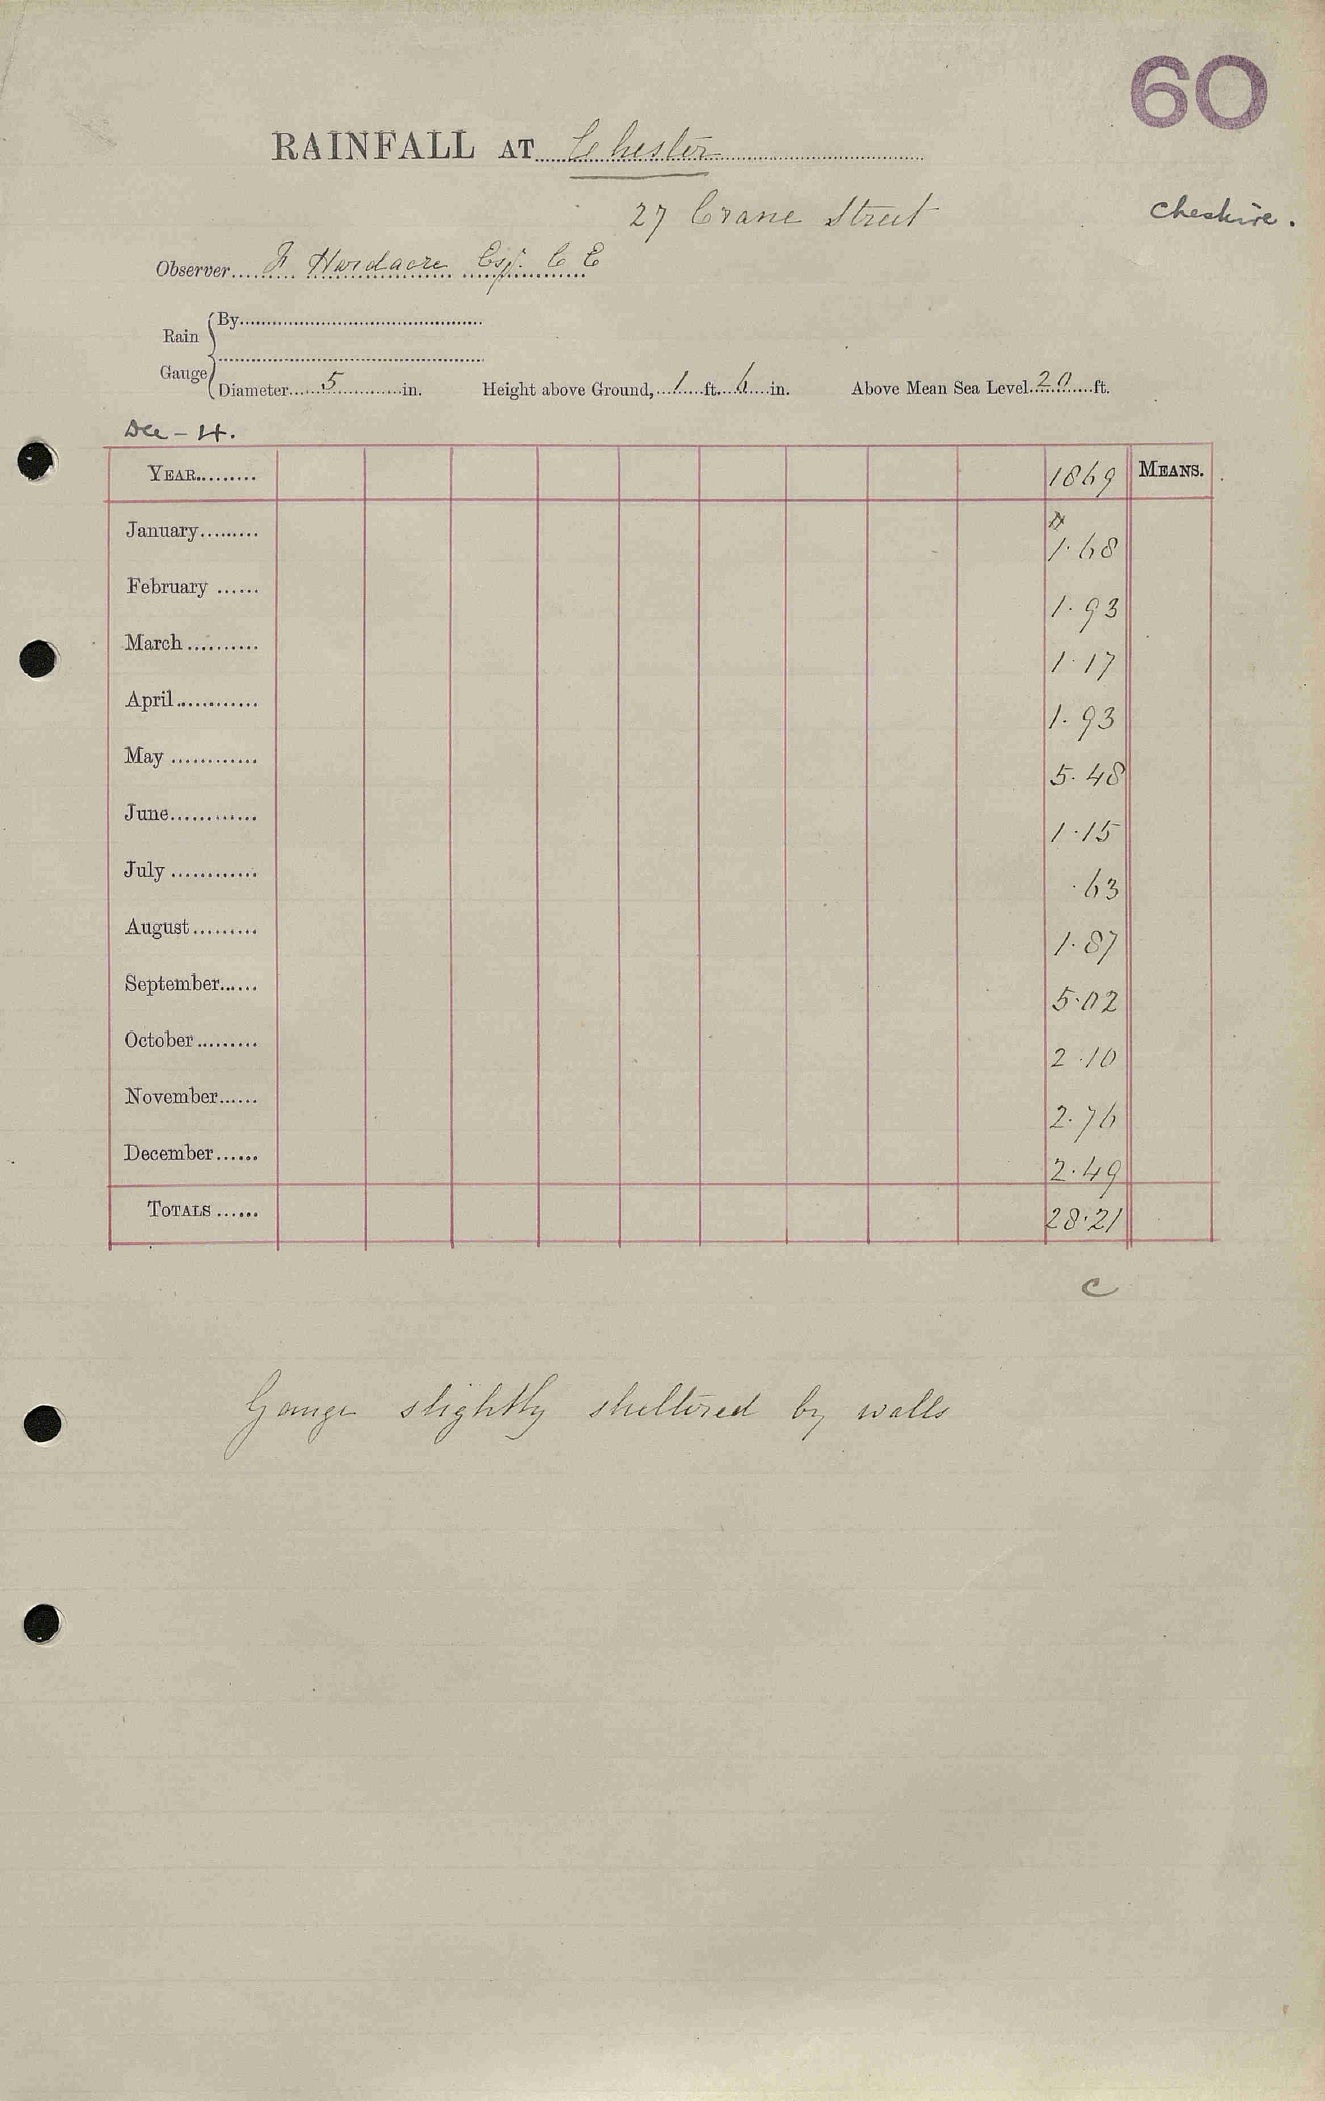 60
RAINFALL AT Chester
27 Crane Street
Cheshire.
Observer F Hardacre Esq. C E
Rain Gauge
By
Diameter 5 in. Height above Ground, 1 ft. 6 in. Above Mean Sea Level 20 ft.
Dec - 4.
YEAR 1869 MEANS.
January 1.68
February 1.93
March 1.17
April 1.93
May 5.48
June 1.15
July .63
August 1.87
September 5.02
October 2.10
November 2.76
December 2.49
TOTALS 28.21
C
Gauge slightly sheltered by walls